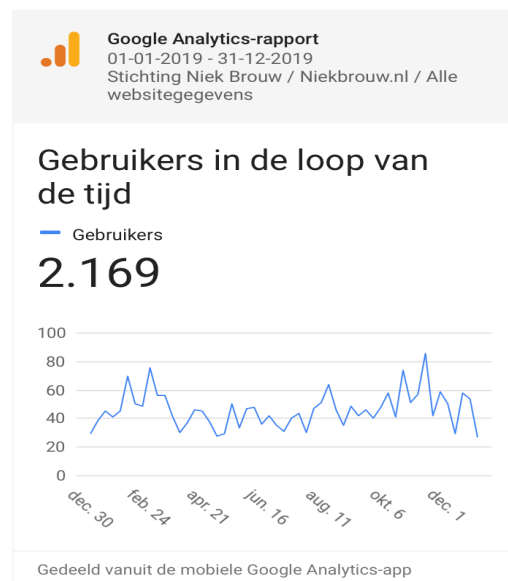 Google Analytics-rapport
01-01-2019 - 31-12-2019
Stichting Niek Brouw / Niekbrouw.nl / Alle
websitegegevens
Gebruikers in de loop van
de tijd
Gebruikers
2.169
100
80
60
40
20
0
dec. 30
feb. 24
apr. 21
jun. 16
aug. 11
okt. 6
dec. 1
Gedeeld vanuit de mobiele Google Analytics-app